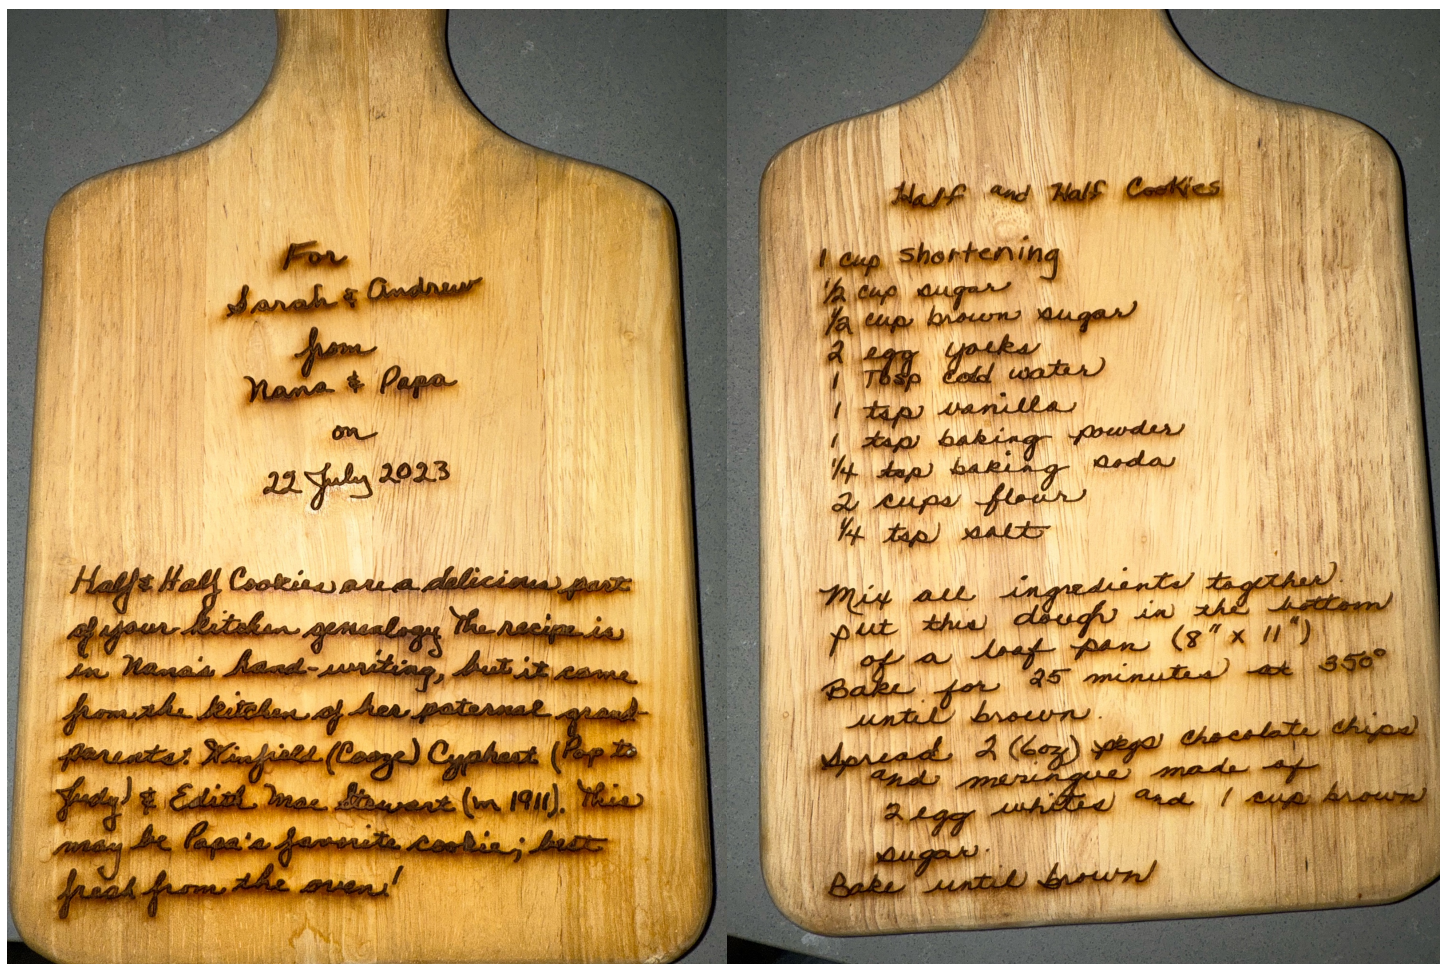 For
Sarah & Andrew
from
Nana & Papa
on
22 July 2023
Half & Half Cookies are a delicious part
of your kitchen genealogy The recipe is
in Nana's hand-writing, but it came
from the kitchen of her paternal grand-
parents: Winfield (Cooze) Cyphert (Pop to
Judy) & Edith Mae Stewart (m 1911). This
may be Papa's favorite cookie; best
fresh from the oven!
Half and Half Cookies
1 cup shortening
1/2 cup sugar
1/2 cup brown sugar
2 egg yolks
1 Tbsp cold water
1 tsp vanilla
1 tsp baking powder
1/4 tsp baking soda
2 cups flour
1/4 tsp salt
Mix all ingredients together.
put this dough in the bottom
of a loaf pan (8" x 11")
Bake for 25 minutes at 350°
until brown.
Spread 2 (6oz) pkgs chocolate chips
and meringue made of
2 egg whites and 1 cup brown
sugar.
Bake until brown